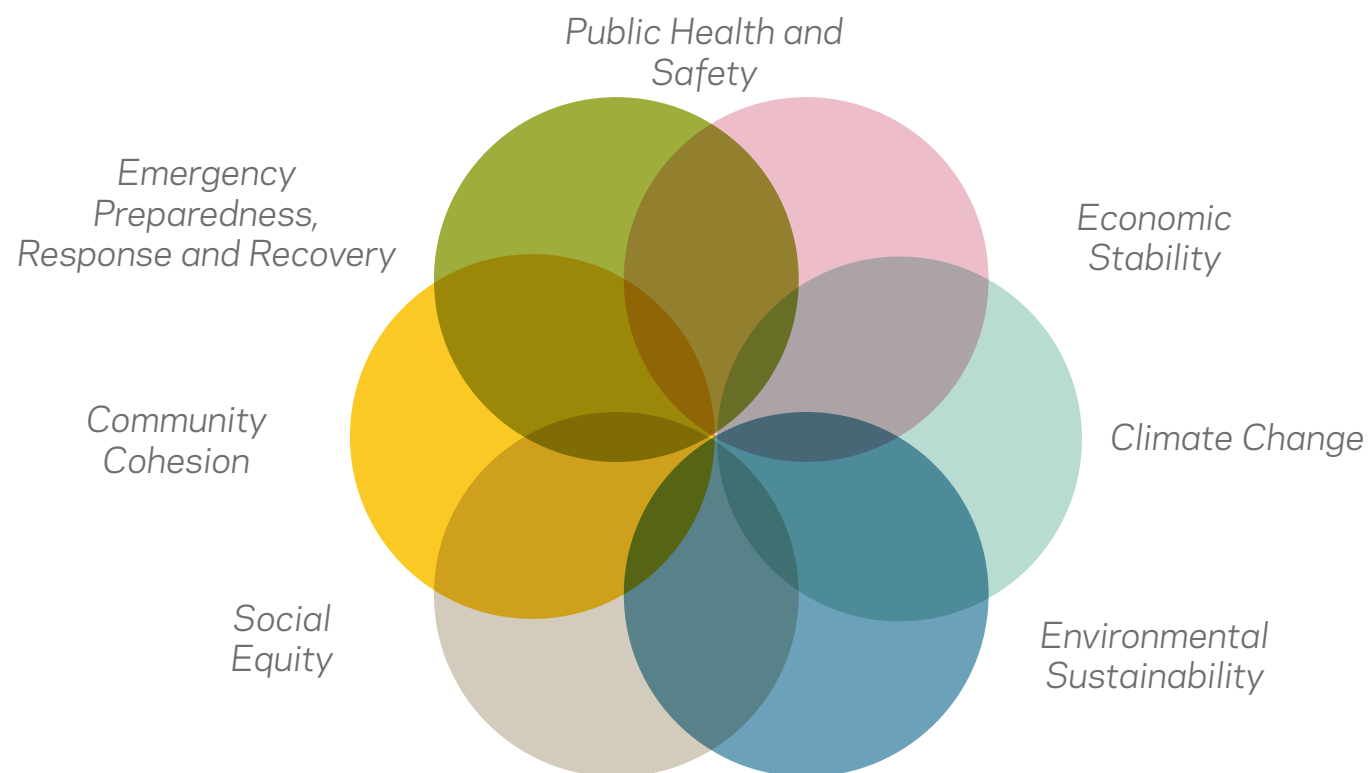 Public Health and
Safety
Emergency
Preparedness,
Response and Recovery
Economic
Stability
Community
Cohesion
Climate Change
Social
Equity
Environmental
Sustainability